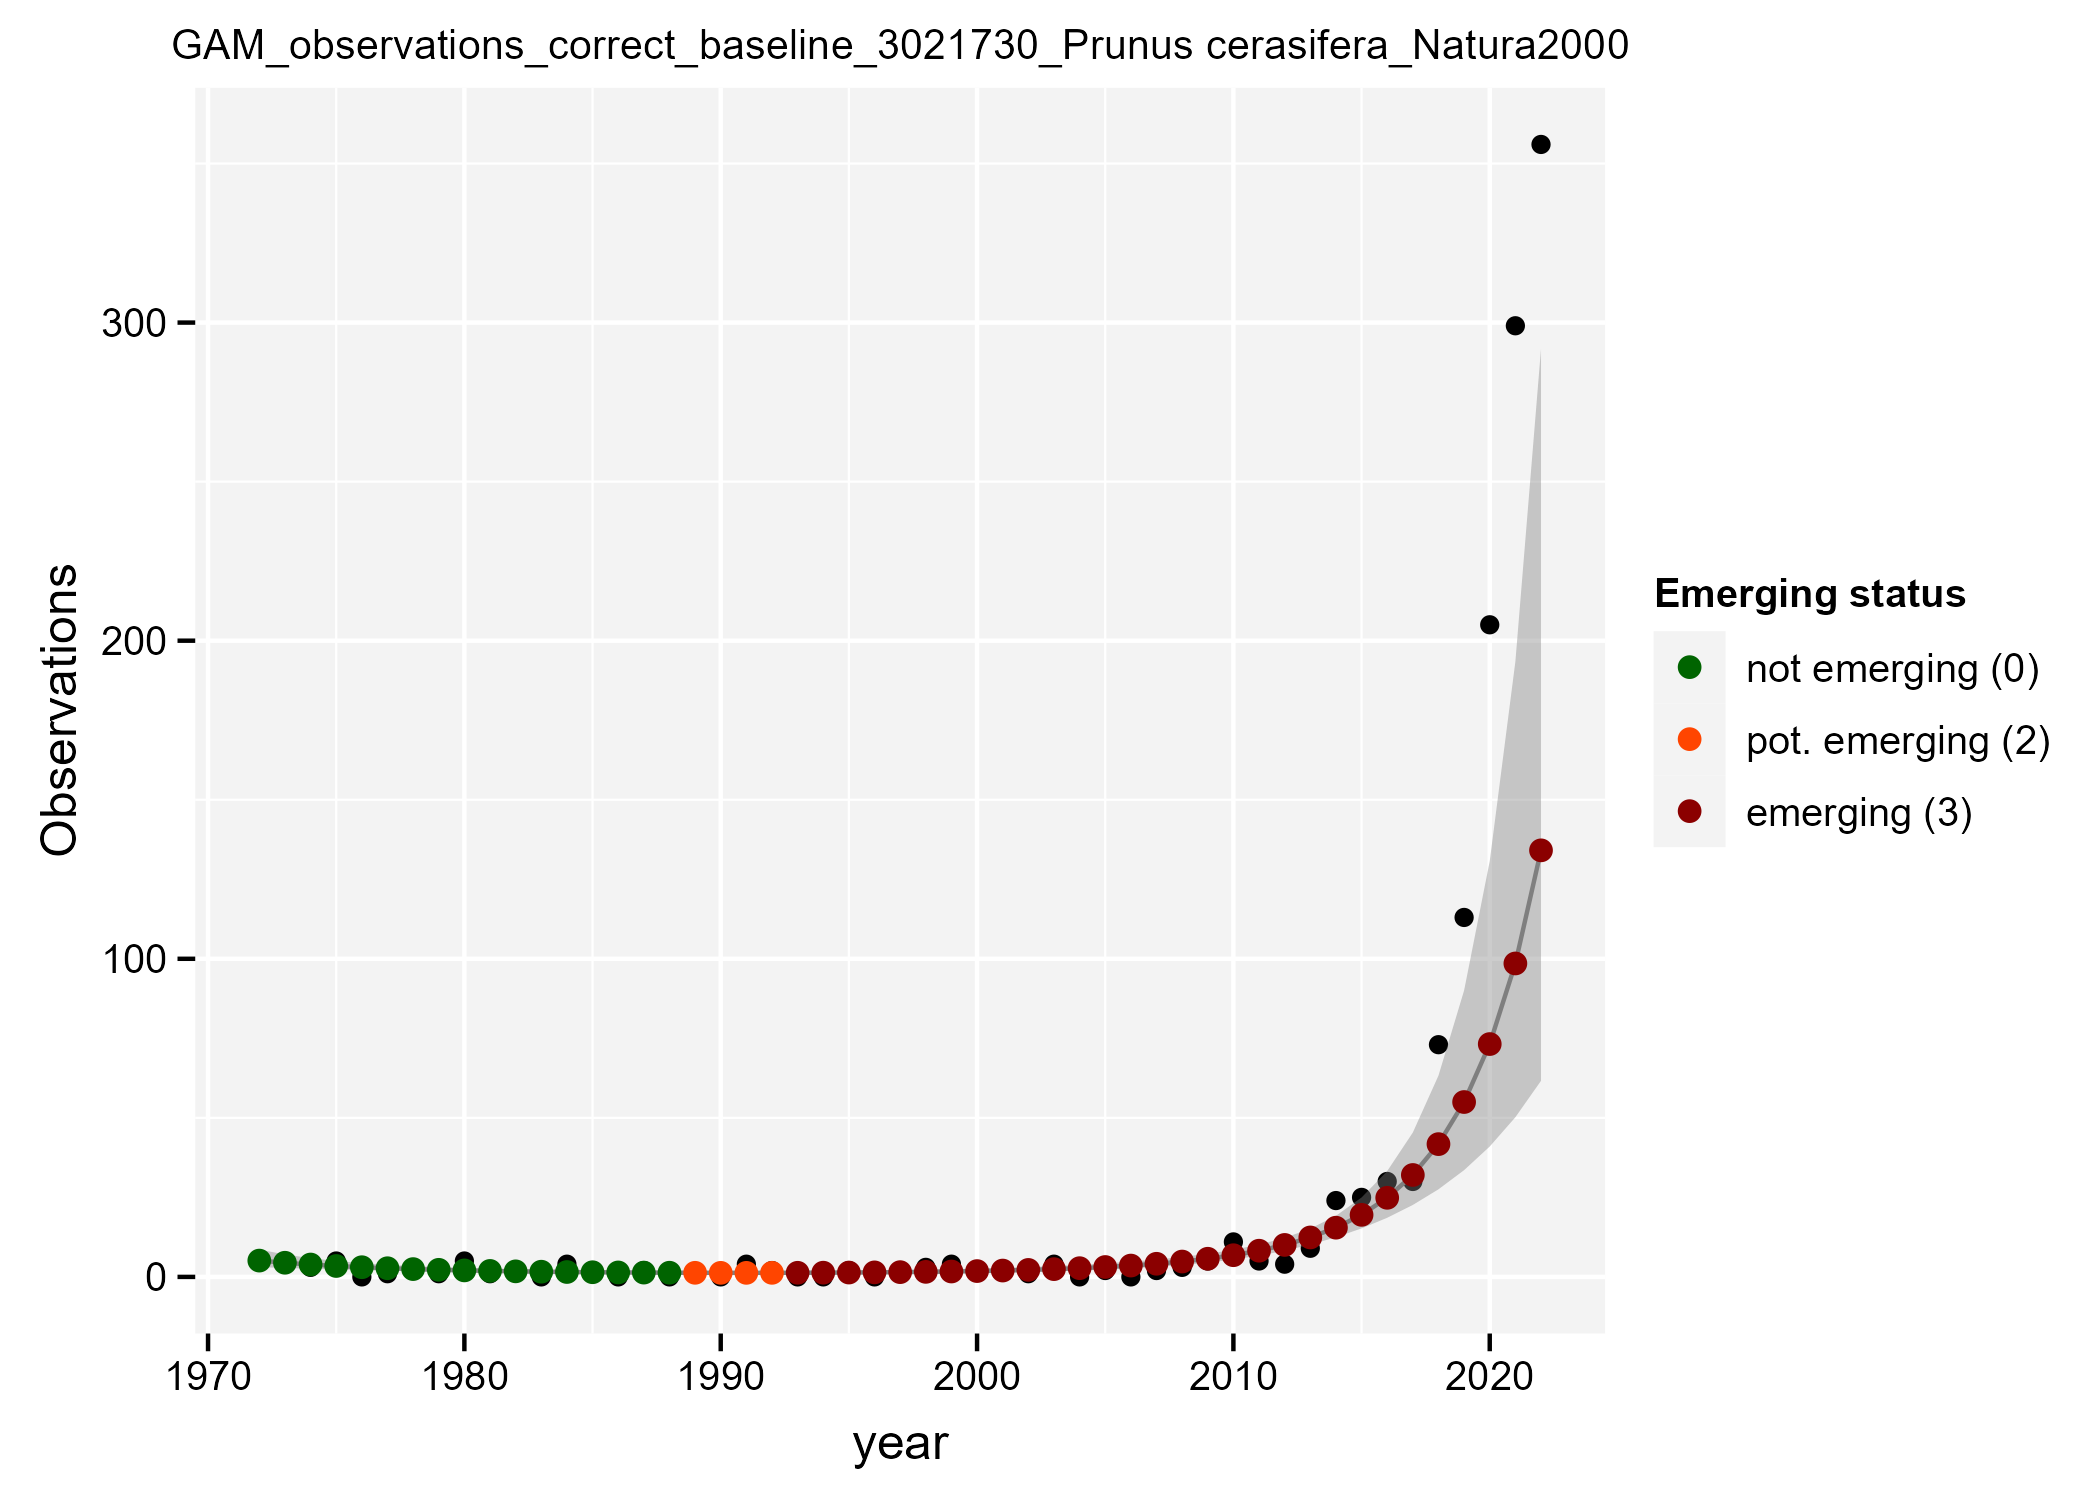 GAM_observations_correct_baseline_3021730_Prunus cerasifera_Natura2000
Observations
300
200
100
0
1970 1980 1990 2000 2010 2020
year
Emerging status
not emerging (0)
pot. emerging (2)
emerging (3)